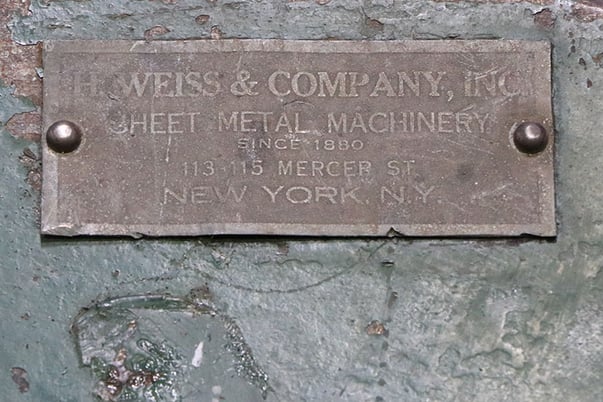 H. WEISS & COMPANY, INC.
SHEET METAL MACHINERY
SINCE 1880
113-115 MERCER ST.
NEW YORK, N.Y.